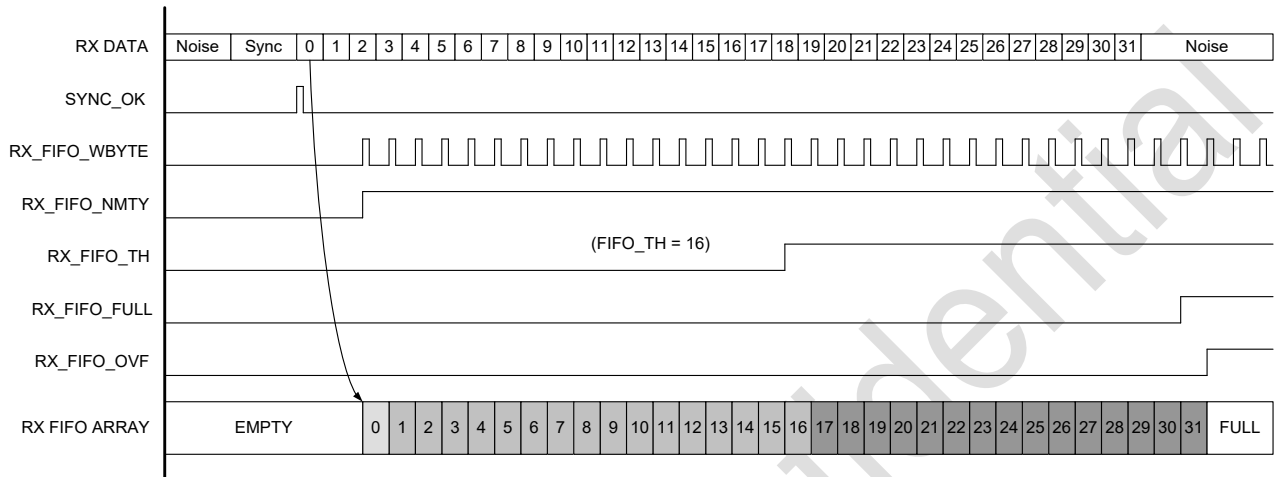 RX DATA Noise Sync 0 1 2 3 4 5 6 7 8 9 10 11 12 13 14 15 16 17 18 19 20 21 22 23 24 25 26 27 28 29 30 31 Noise
SYNC_OK
RX_FIFO_WBYTE
RX_FIFO_NMTY
RX_FIFO_TH (FIFO_TH = 16)
RX_FIFO_FULL
RX_FIFO_OVF
RX FIFO ARRAY EMPTY 0 1 2 3 4 5 6 7 8 9 10 11 12 13 14 15 16 17 18 19 20 21 22 23 24 25 26 27 28 29 30 31 FULL